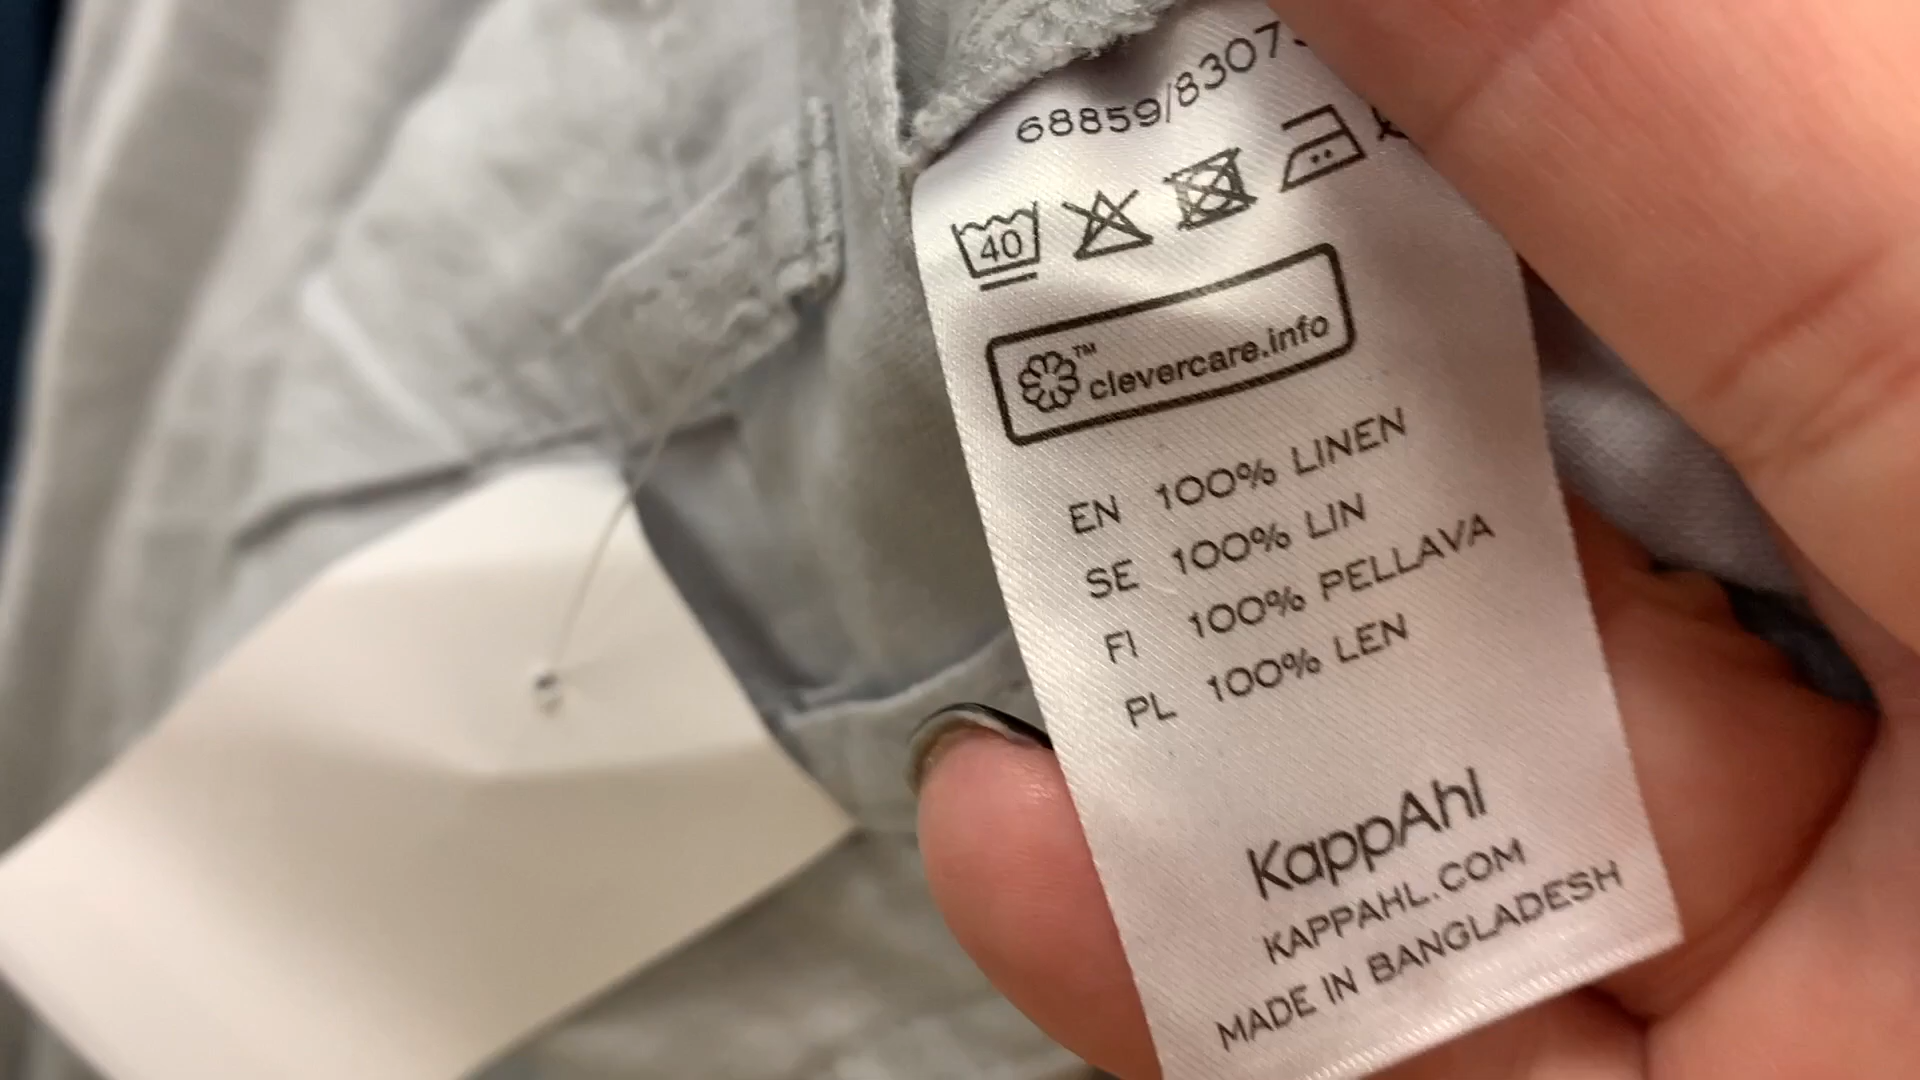 68859/8307
40
™
clevercare.info
EN 100% LINEN
SE 100% LIN
FI 100% PELLAVA
PL 100% LEN
KappAhl
KAPPAHL.COM
MADE IN BANGLADESH